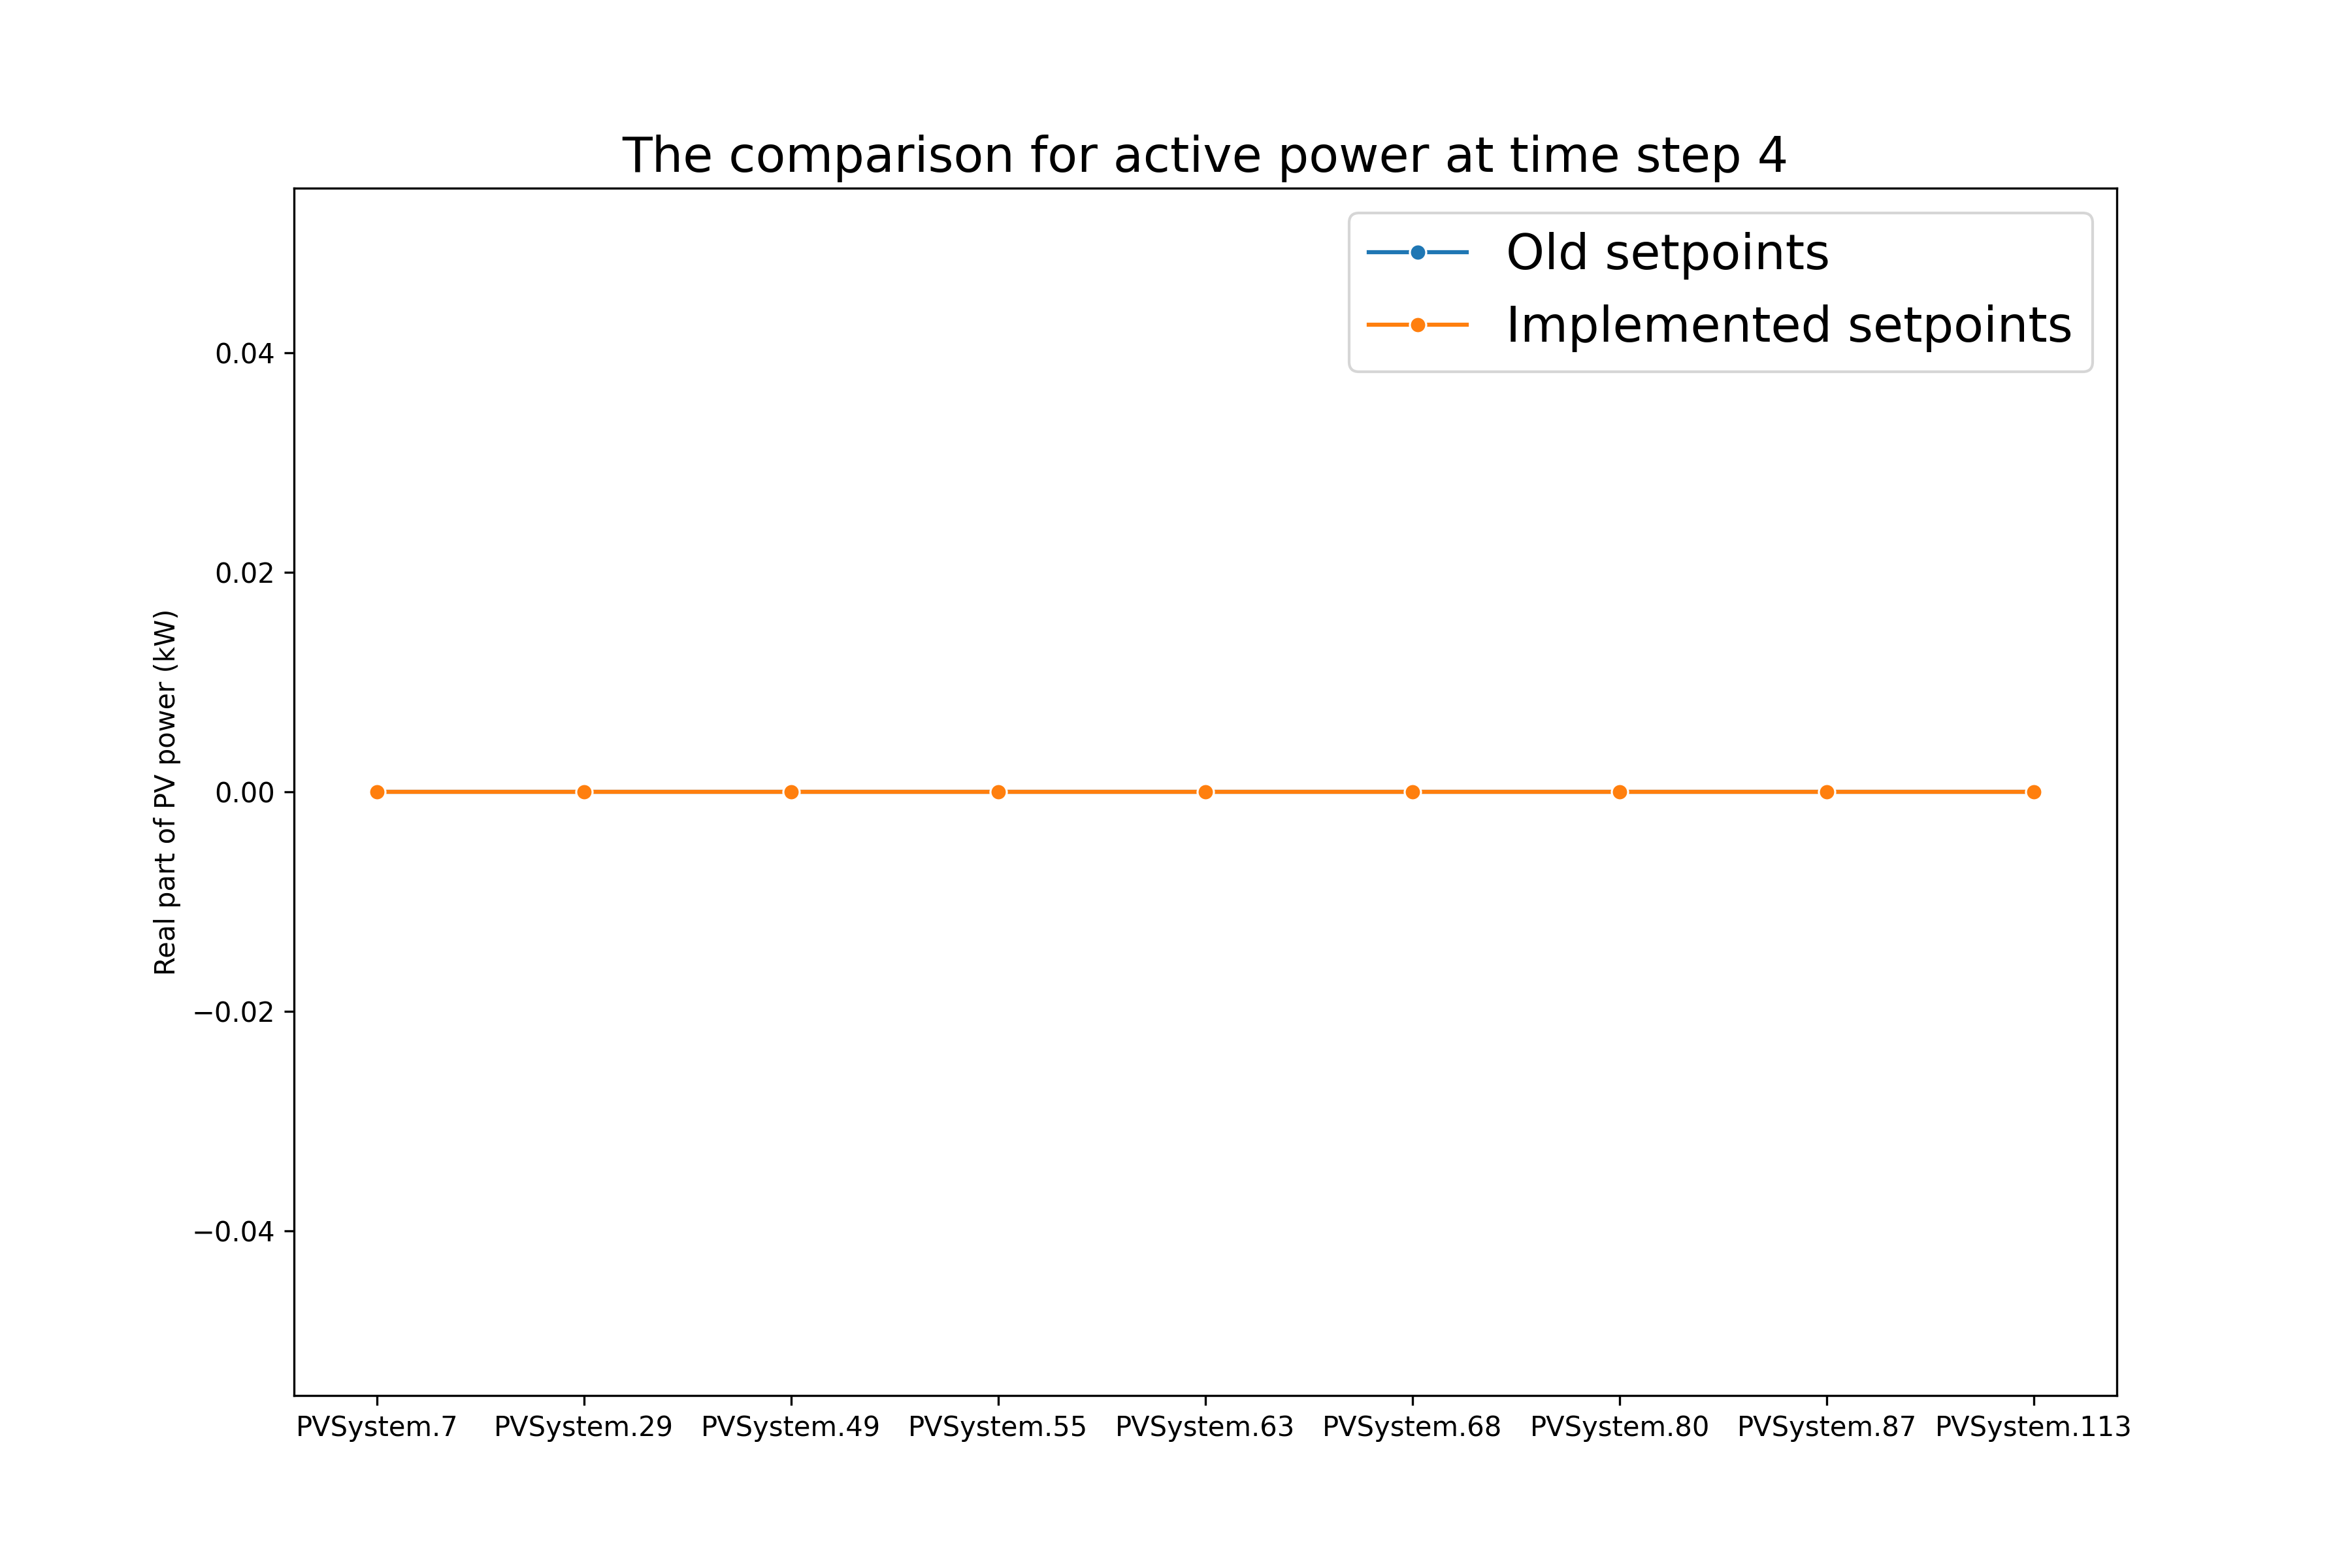 The comparison for active power at time step 4
Old setpoints
Implemented setpoints
0.04
0.02
0.00
−0.02
−0.04
Real part of PV power (kW)
PVSystem.7 PVSystem.29 PVSystem.49 PVSystem.55 PVSystem.63 PVSystem.68 PVSystem.80 PVSystem.87 PVSystem.113